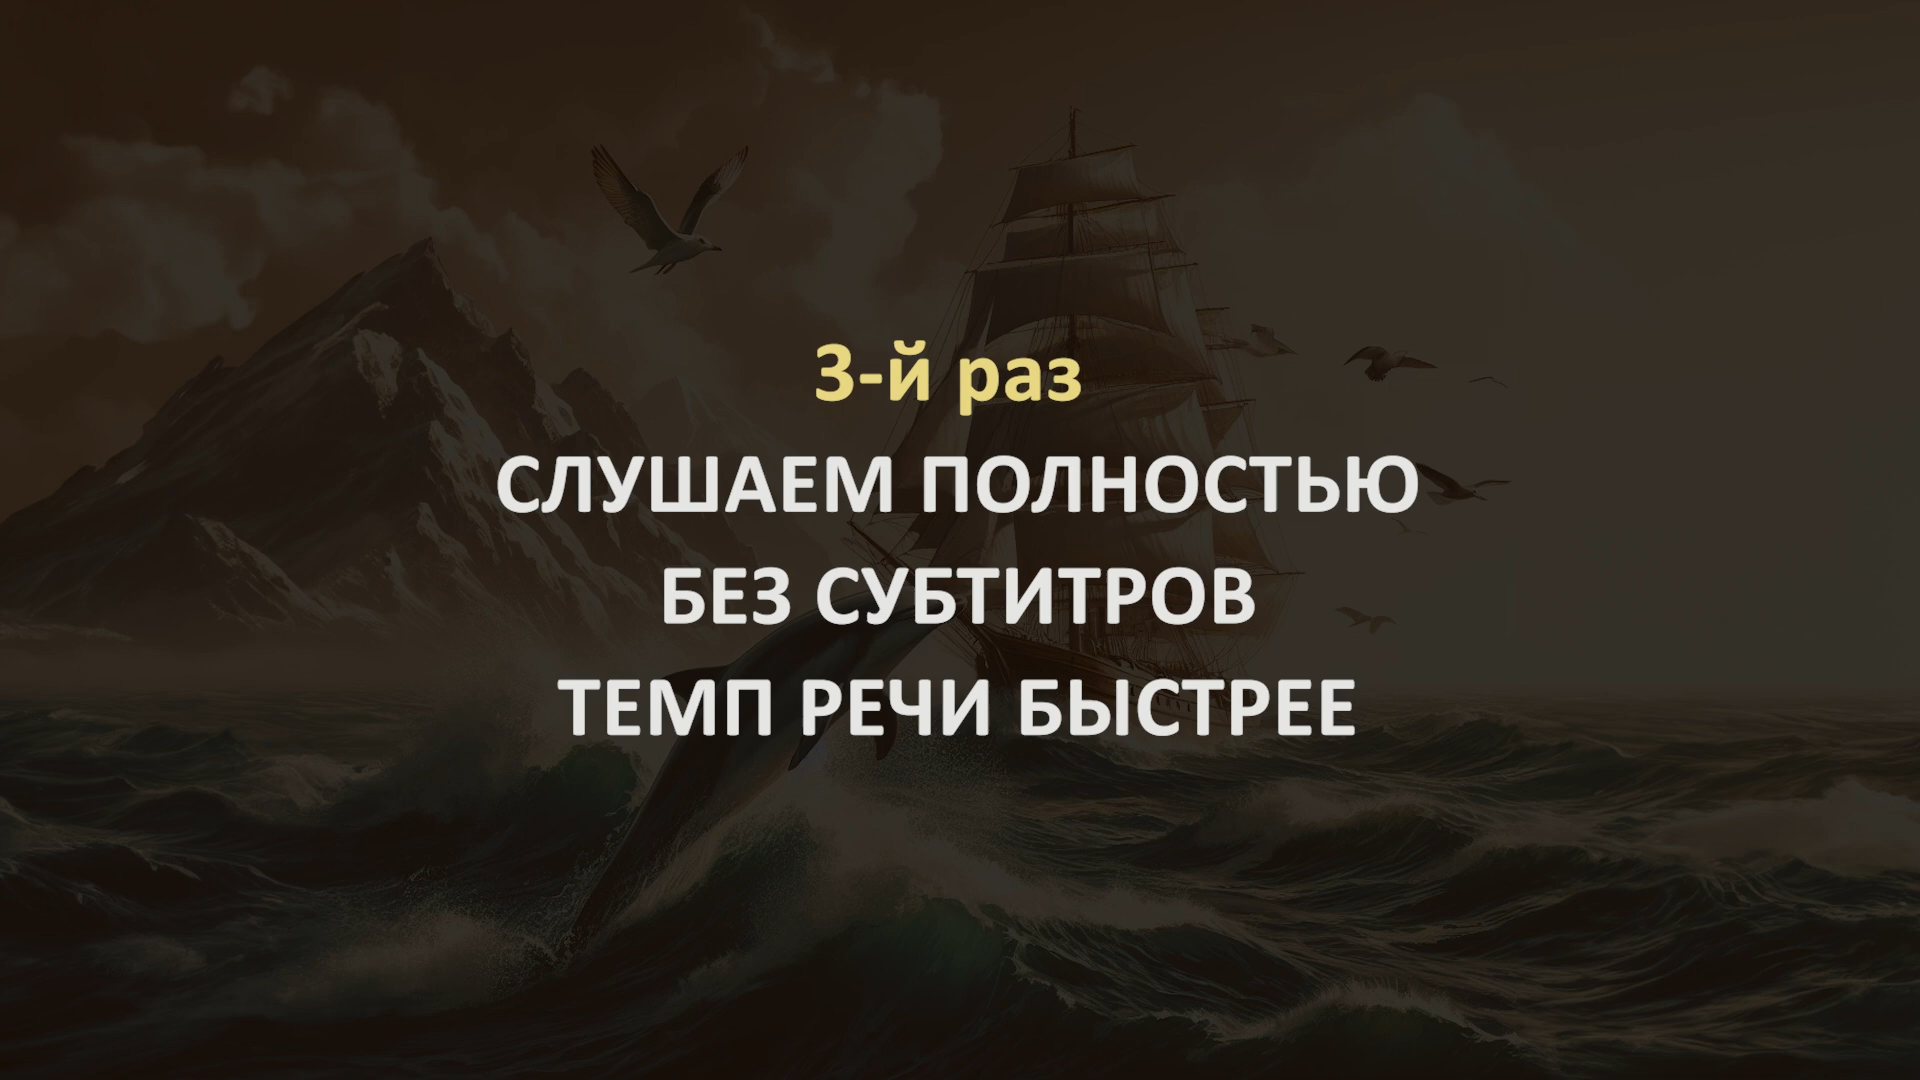 3-й раз
СЛУШАЕМ ПОЛНОСТЬЮ
БЕЗ СУБТИТРОВ
ТЕМП РЕЧИ БЫСТРЕЕ